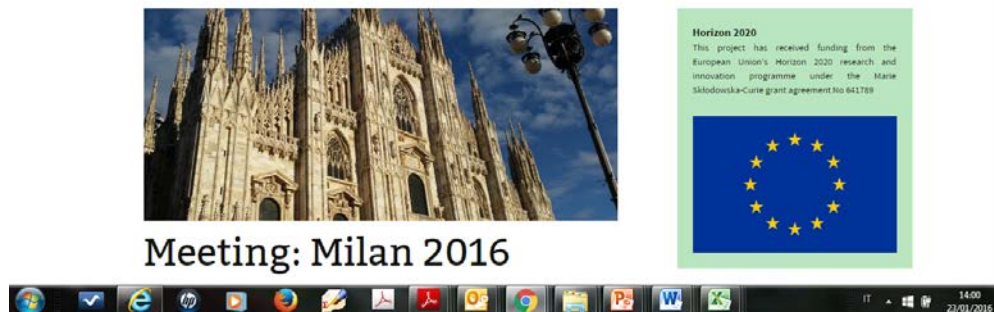 Horizon 2020
This project has received funding from the
European Union's Horizon 2020 research and
innovation programme under the Marie
Skłodowska-Curie grant agreement No 641789
Meeting: Milan 2016
IT
14:00
23/01/2016